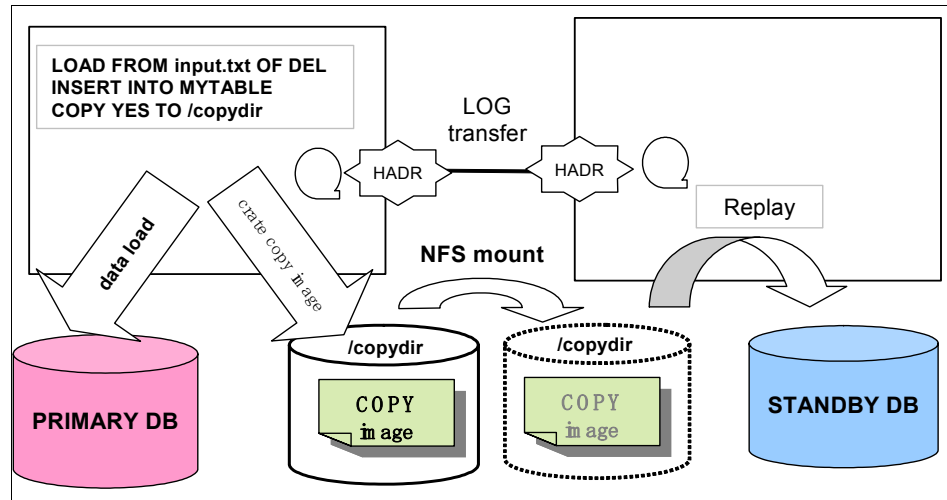 LOAD FROM input.txt OF DEL
INSERT INTO MYTABLE
COPY YES TO /copydir
LOG
transfer
HADR
HADR
Replay
data load
crate copy image
NFS mount
/copydir
/copydir
PRIMARY DB
COPY
image
COPY
image
STANDBY DB